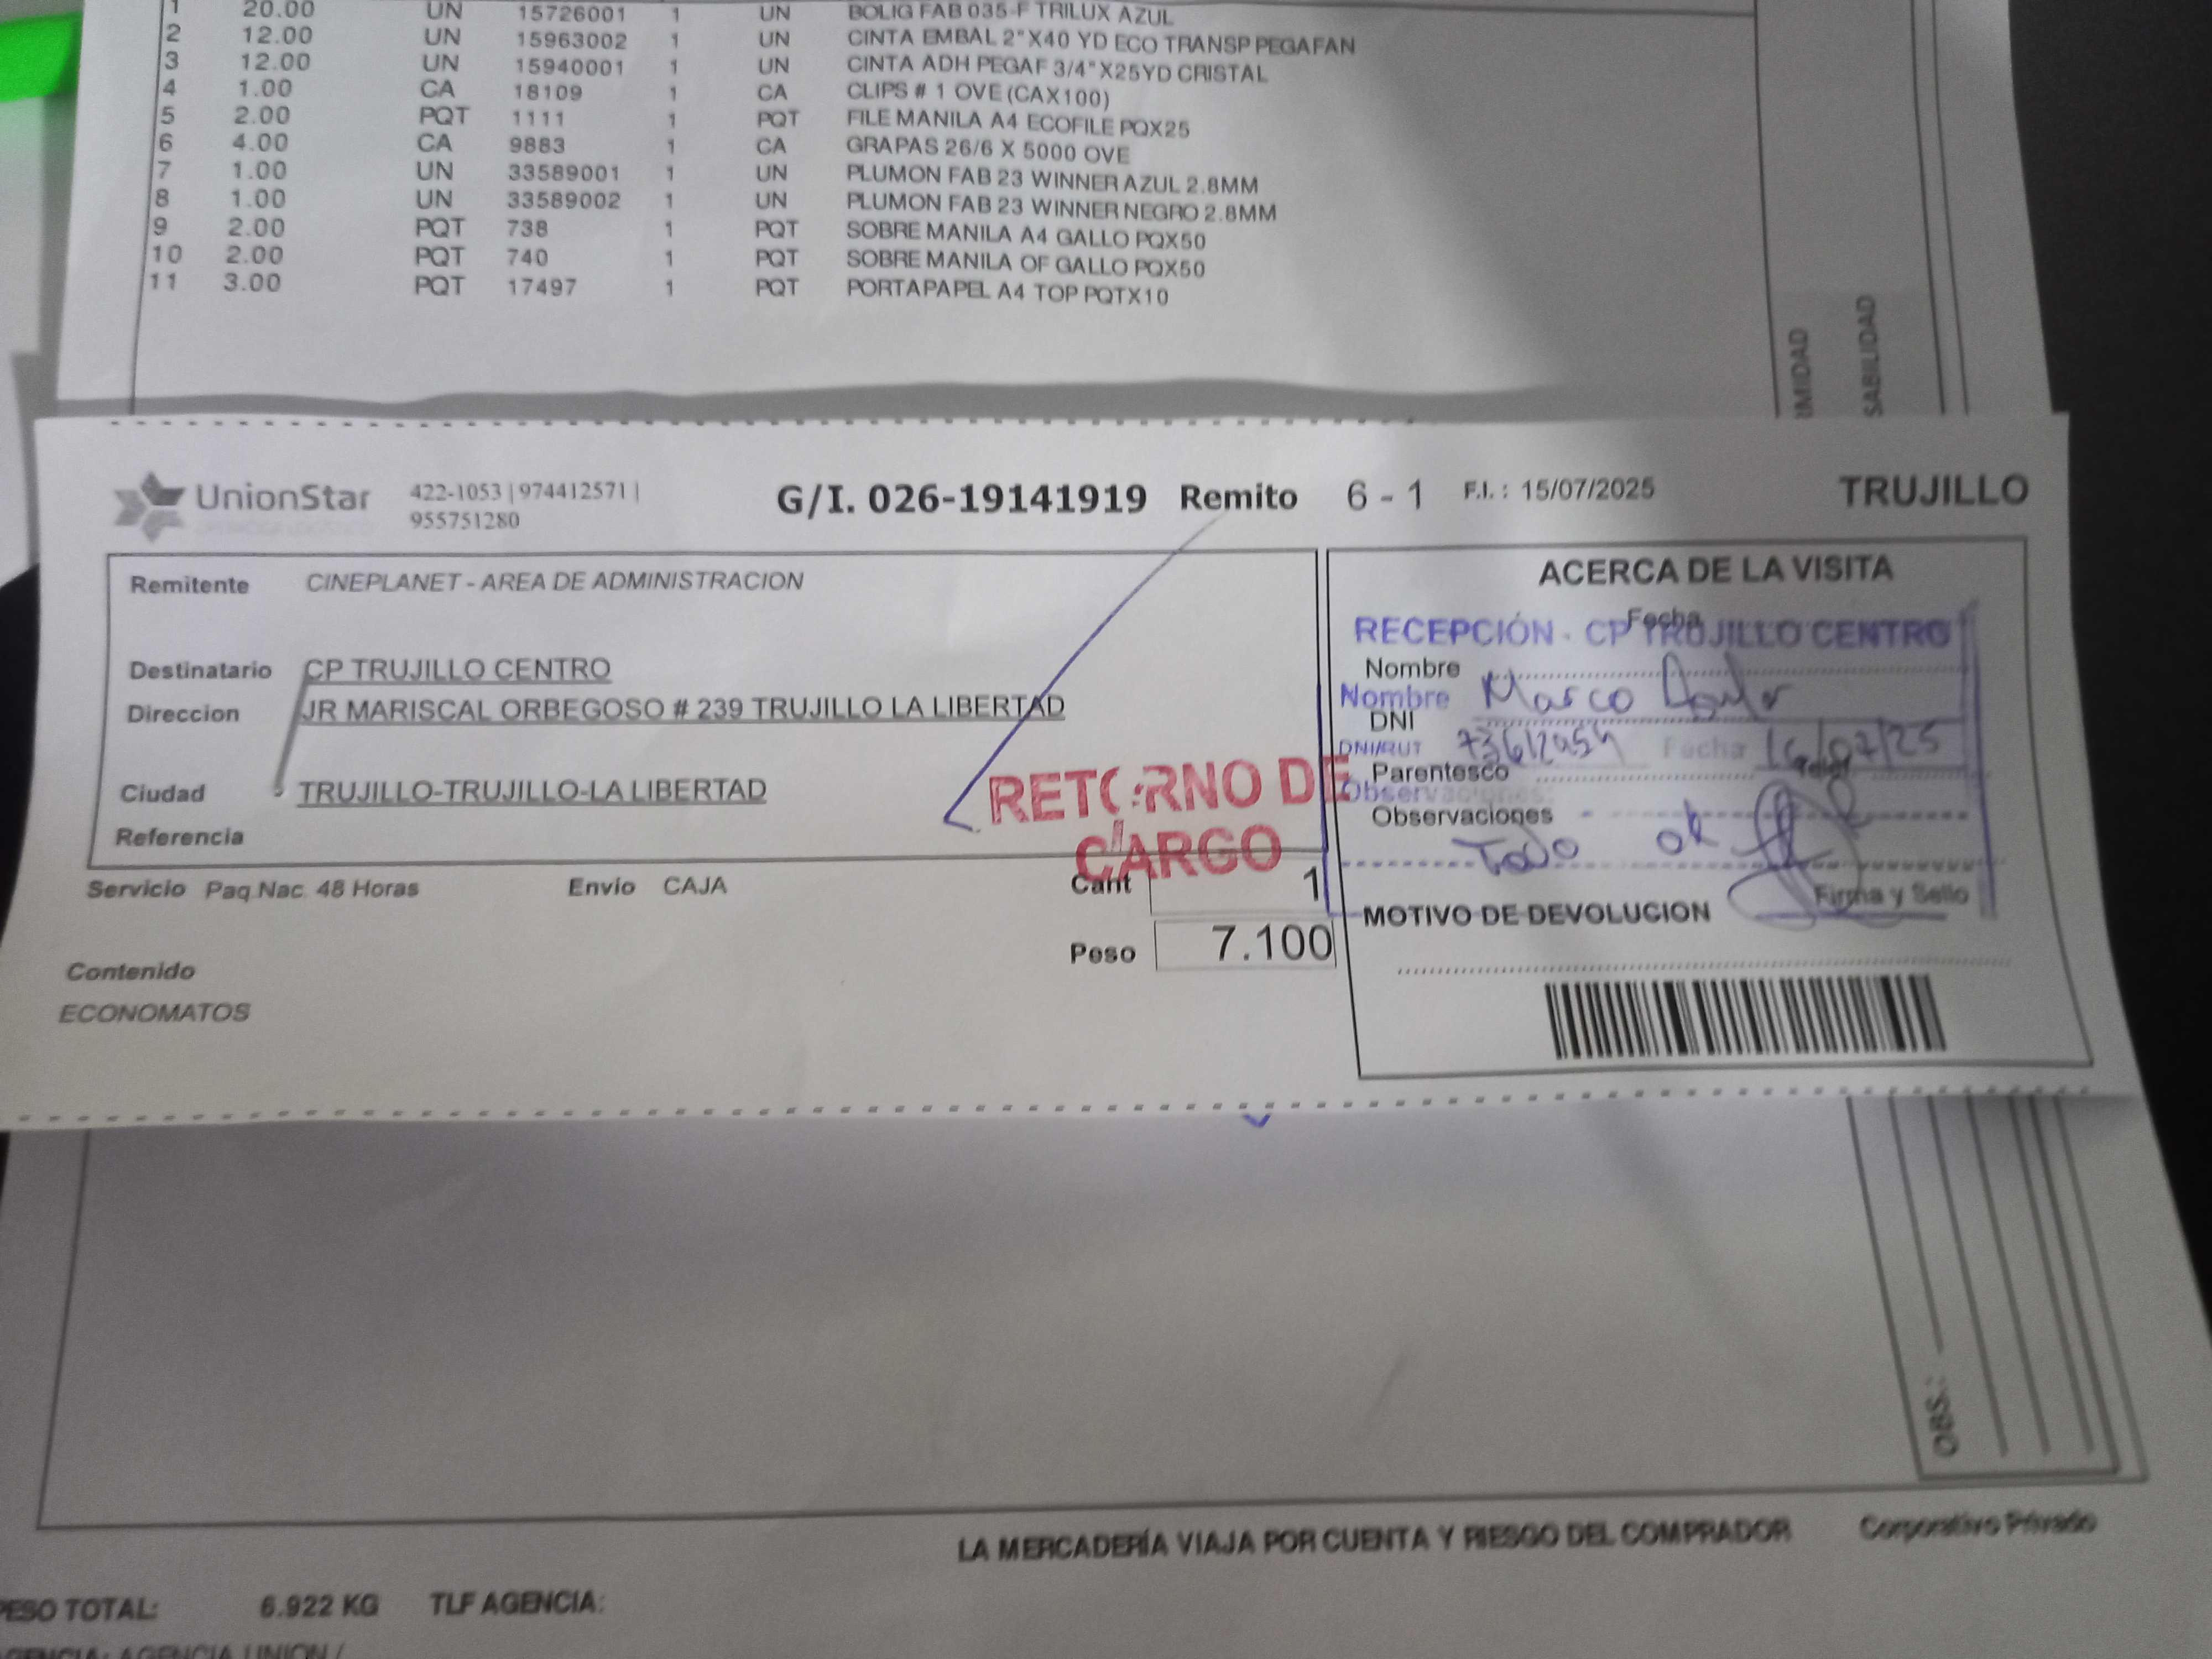 1 20.00 UN 15726001 1 UN BOLIG FAB 035-F TRILUX AZUL
2 12.00 UN 15963002 1 UN CINTA EMBAL 2"X40 YD ECO TRANSP PEGAFAN
3 12.00 UN 15940001 1 UN CINTA ADH PEGAF 3/4"X25YD CRISTAL
4 1.00 CA 18109 1 CA CLIPS # 1 OVE (CAX100)
5 2.00 PQT 1111 1 PQT FILE MANILA A4 ECOFILE PQX25
6 4.00 CA 9883 1 CA GRAPAS 26/6 X 5000 OVE
7 1.00 UN 33589001 1 UN PLUMON FAB 23 WINNER AZUL 2.8MM
8 1.00 UN 33589002 1 UN PLUMON FAB 23 WINNER NEGRO 2.8MM
9 2.00 PQT 738 1 PQT SOBRE MANILA A4 GALLO PQX50
10 2.00 PQT 740 1 PQT SOBRE MANILA OF GALLO PQX50
11 3.00 PQT 17497 1 PQT PORTAPAPEL A4 TOP PQTX10
IMIDAD
SABILIDAD
UnionStar 422-1053 | 974412571 |
955751280
G/I. 026-19141919 Remito 6 - 1 F.I. : 15/07/2025 TRUJILLO
Remitente CINEPLANET - AREA DE ADMINISTRACION
Destinatario CP TRUJILLO CENTRO
Direccion JR MARISCAL ORBEGOSO # 239 TRUJILLO LA LIBERTAD
Ciudad TRUJILLO-TRUJILLO-LA LIBERTAD
Referencia
RETORNO DE
CARGO
Servicio Paq.Nac. 48 Horas Envio CAJA Cant 1
Peso 7.100
Contenido
ECONOMATOS
ACERCA DE LA VISITA
Fecha
RECEPCIÓN - CP TRUJILLO CENTRO
Nombre
Nombre Marco
DNI
DNI/RUT Fecha 16/07/25
Parentesco
Observaciones:
Observaciones
Todo ok
Firma y Sello
MOTIVO DE DEVOLUCION
OBS.:
LA MERCADERÍA VIAJA POR CUENTA Y RIESGO DEL COMPRADOR Corporativo Privado
PESO TOTAL: 6.922 KG TLF AGENCIA:
AGENCIA: AGENCIA UNION /